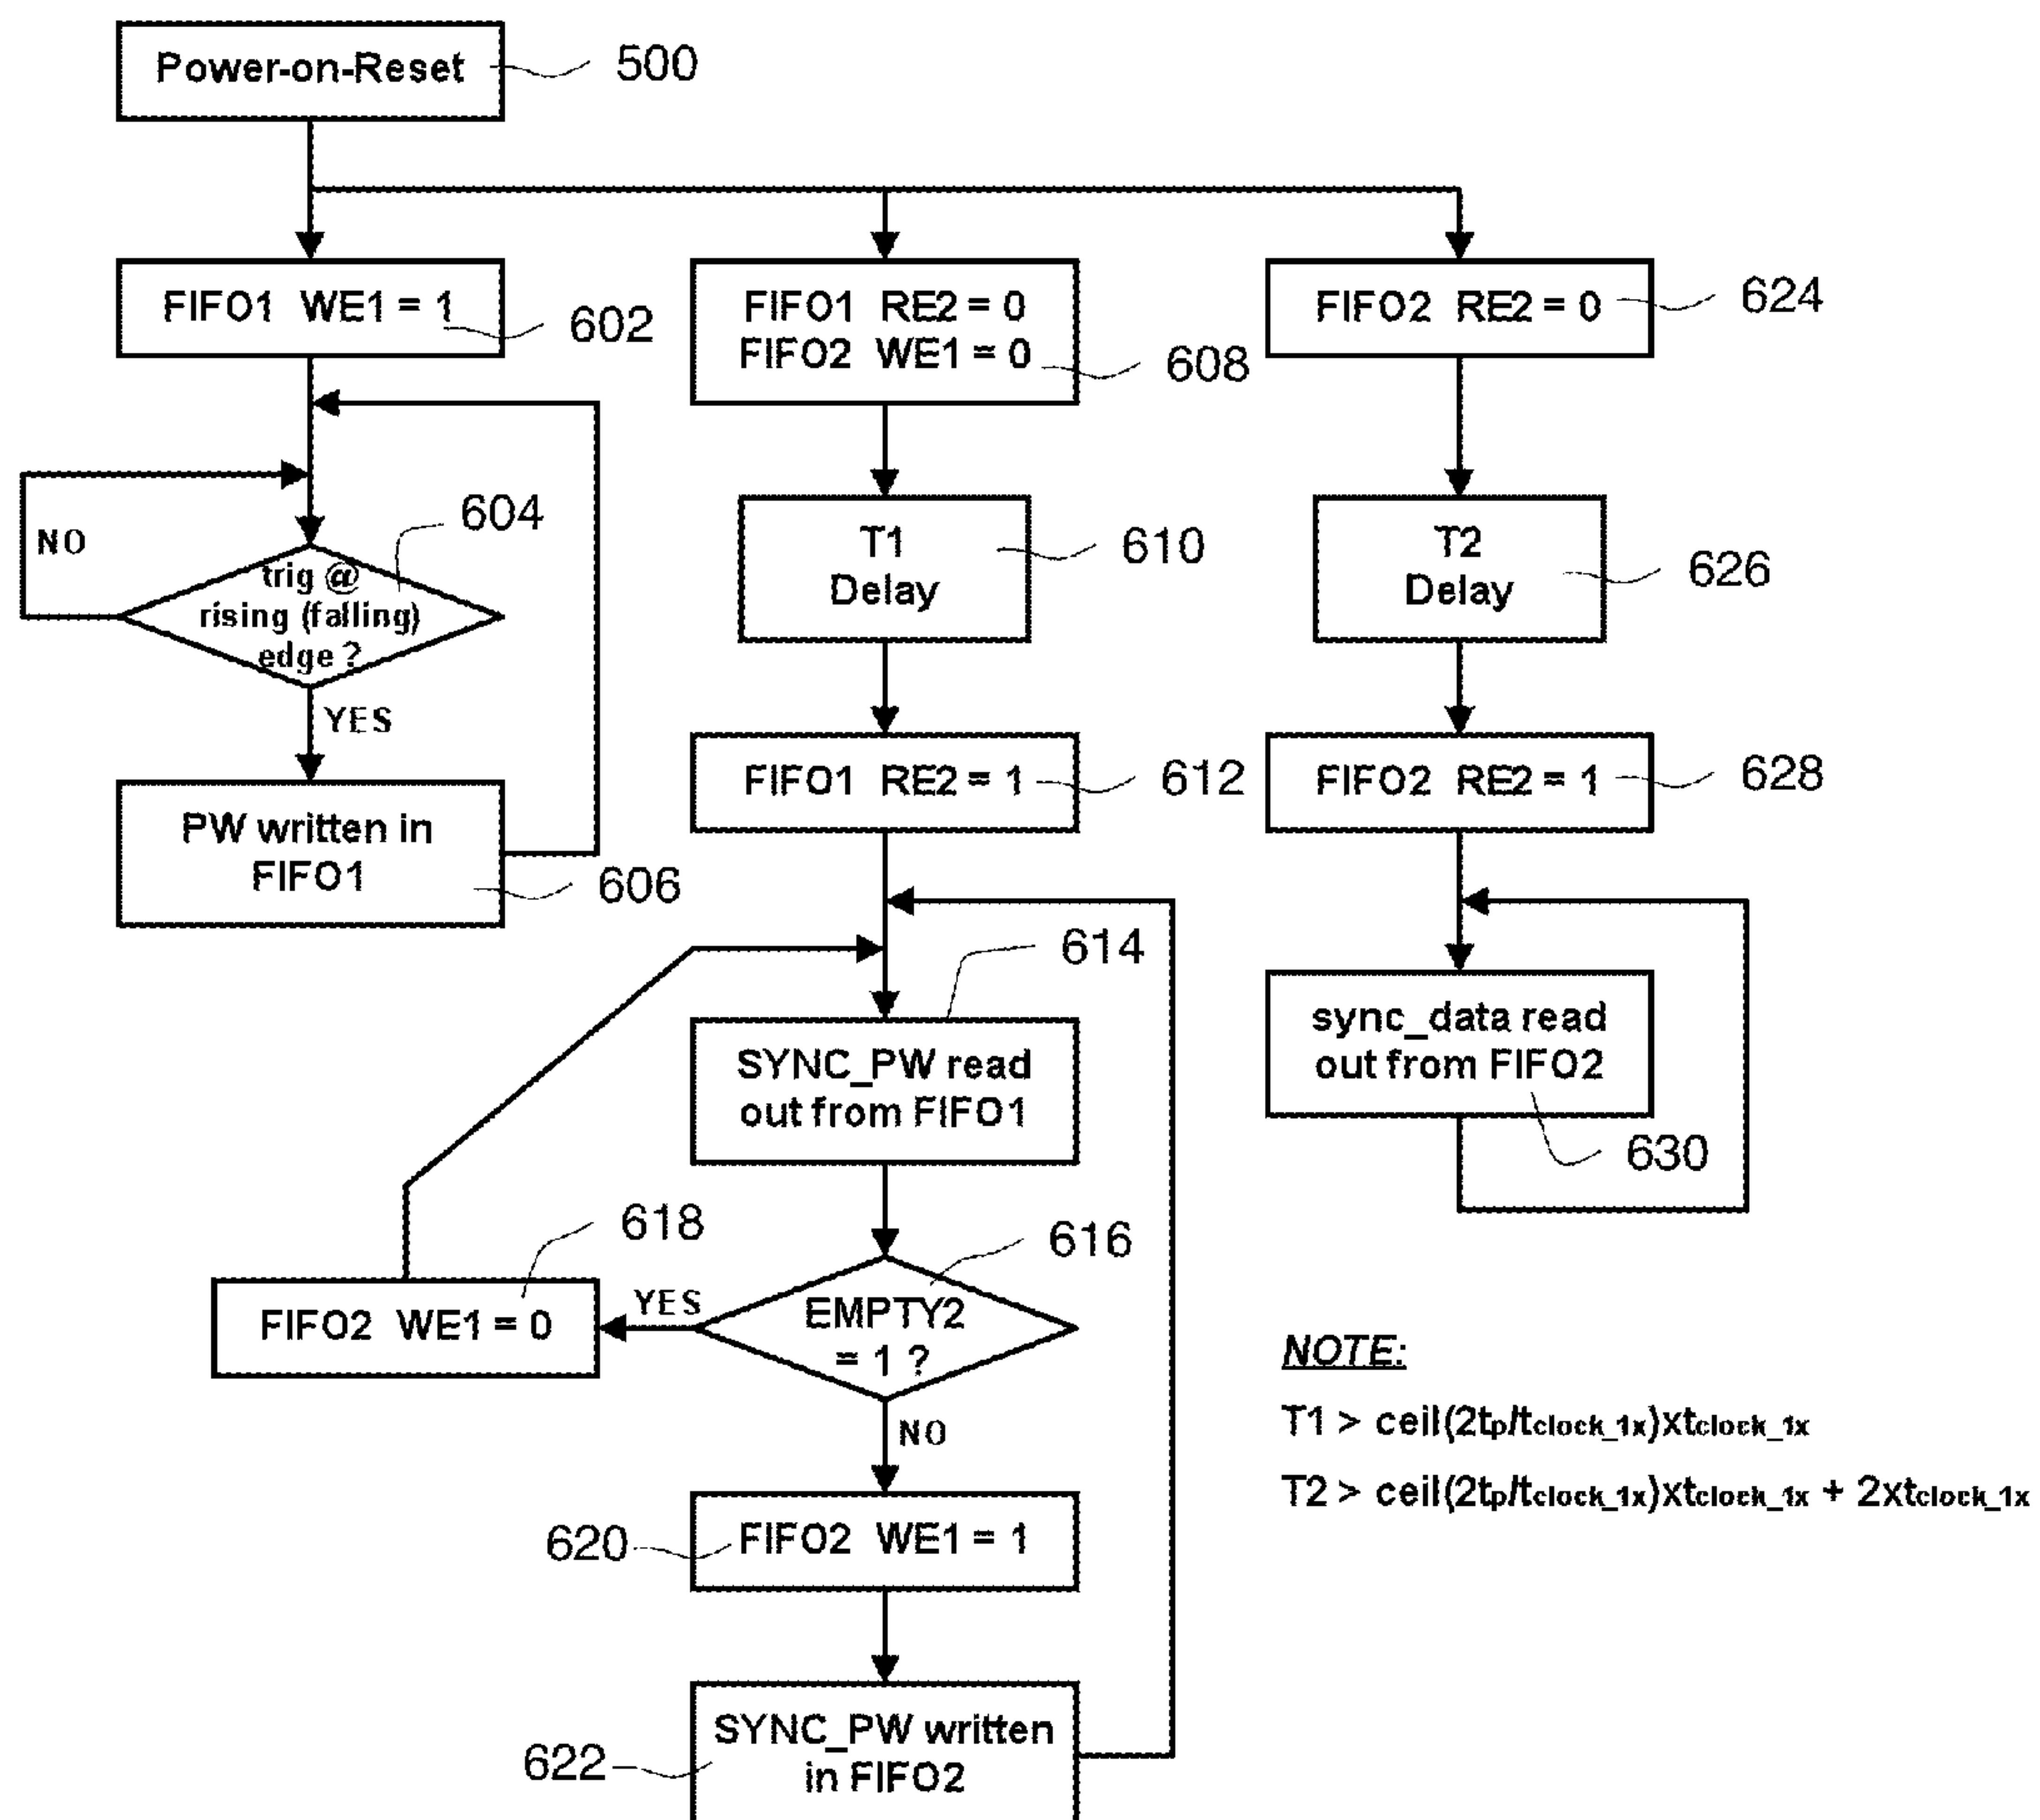 Power-on-Reset
500
FIFO1 WE1 = 1
602
FIFO1 RE2 = 0
FIFO2 WE1 = 0
608
FIFO2 RE2 = 0
624
NO
604
trig @
rising (falling)
edge ?
YES
T1
Delay
610
T2
Delay
626
PW written in
FIFO1
606
FIFO1 RE2 = 1
612
FIFO2 RE2 = 1
628
614
SYNC_PW read
out from FIFO1
sync_data read
out from FIFO2
630
618
FIFO2 WE1 = 0
YES
616
EMPTY2
= 1 ?
NO
620
FIFO2 WE1 = 1
622
SYNC_PW written
in FIFO2
NOTE:
T1 > ceil(2tp/tclock_1x)xtclock_1x
T2 > ceil(2tp/tclock_1x)xtclock_1x + 2xtclock_1x